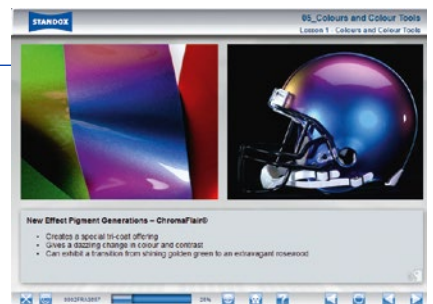 STANDOX
05_Colours and Colour Tools
Lesson 1 - Colours and Colour Tools
New Effect Pigment Generations – ChromaFlair®
• Creates a special tri-coat offering
• Gives a dazzling change in colour and contrast
• Can exhibit a transition from shining golden green to an extravagant rosewood
25%